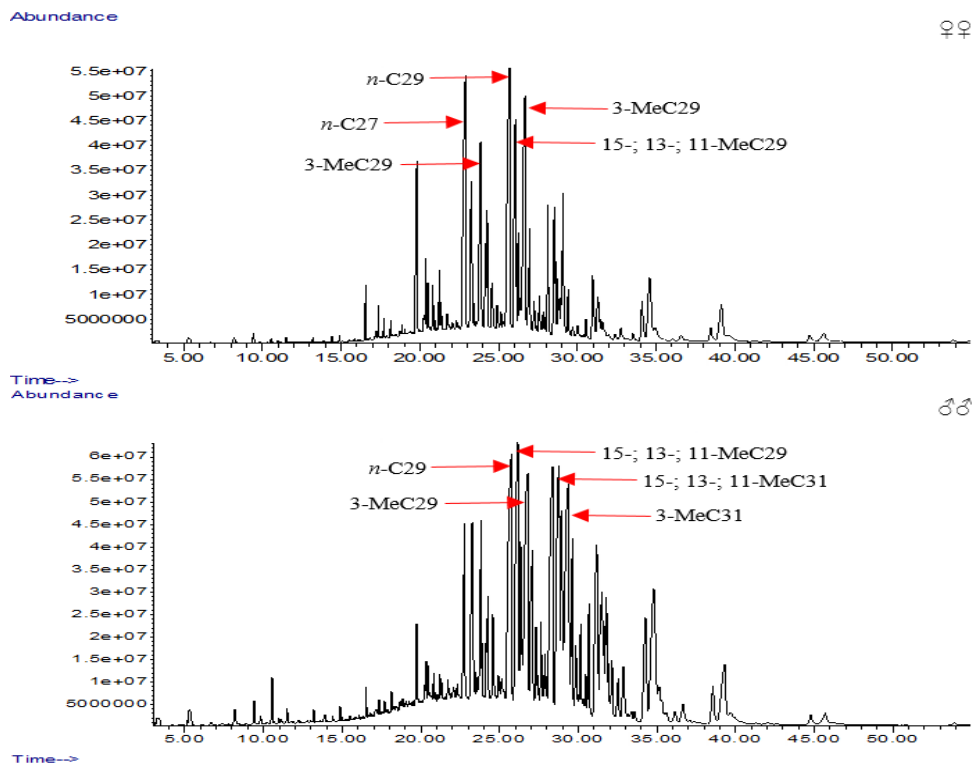 Abundance
♀♀
5.5e+07
n-C29
5e+07
3-MeC29
4.5e+07
n-C27
4e+07
15-; 13-; 11-MeC29
3.5e+07
3-MeC29
3e+07
2.5e+07
2e+07
1.5e+07
1e+07
5000000
5.00 10.00 15.00 20.00 25.00 30.00 35.00 40.00 45.00 50.00
Time-->
Abundance
♂♂
6e+07
15-; 13-; 11-MeC29
n-C29
5.5e+07
15-; 13-; 11-MeC31
5e+07
3-MeC29
4.5e+07
3-MeC31
4e+07
3.5e+07
3e+07
2.5e+07
2e+07
1.5e+07
1e+07
5000000
5.00 10.00 15.00 20.00 25.00 30.00 35.00 40.00 45.00 50.00
Time-->